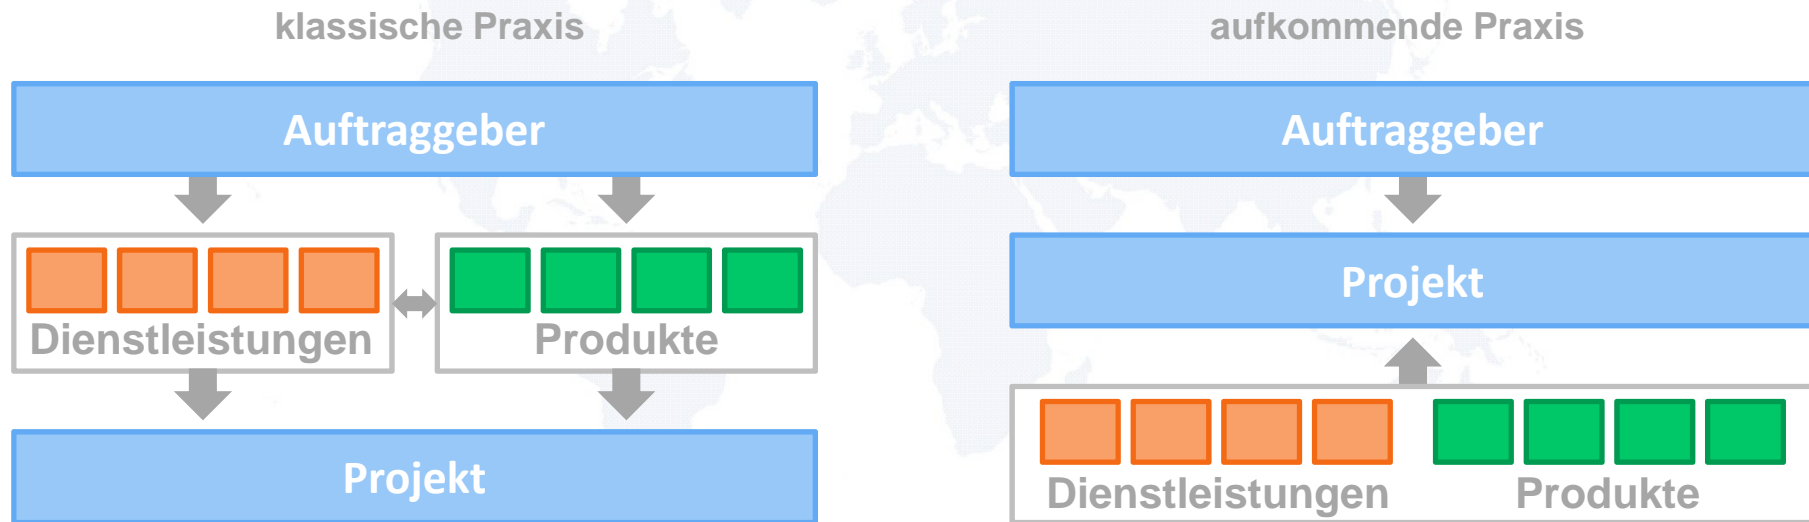 klassische Praxis
Auftraggeber
Dienstleistungen
Produkte
Projekt
aufkommende Praxis
Auftraggeber
Projekt
Dienstleistungen
Produkte